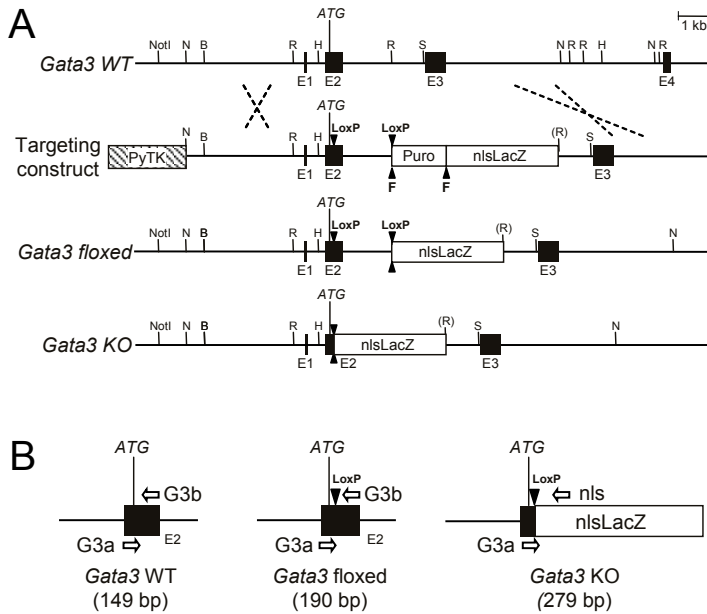 A
ATG
1 kb
NotI N B R H R S N R R H N R
Gata3 WT
E1 E2 E3 E4
LoxP LoxP
Targeting construct
PyTK
N B R H Puro nlsLacZ (R) S
E1 E2 E3
F F
ATG
LoxP LoxP
NotI N B R H (R) S N
Gata3 floxed
nlsLacZ
E1 E2 E3
ATG
NotI N B R H (R) S N
Gata3 KO
nlsLacZ
E1 E2 E3
B
ATG ATG ATG
LoxP LoxP
G3b G3b nls
nlsLacZ
E2 E2
G3a G3a G3a
Gata3 WT Gata3 floxed Gata3 KO
(149 bp) (190 bp) (279 bp)